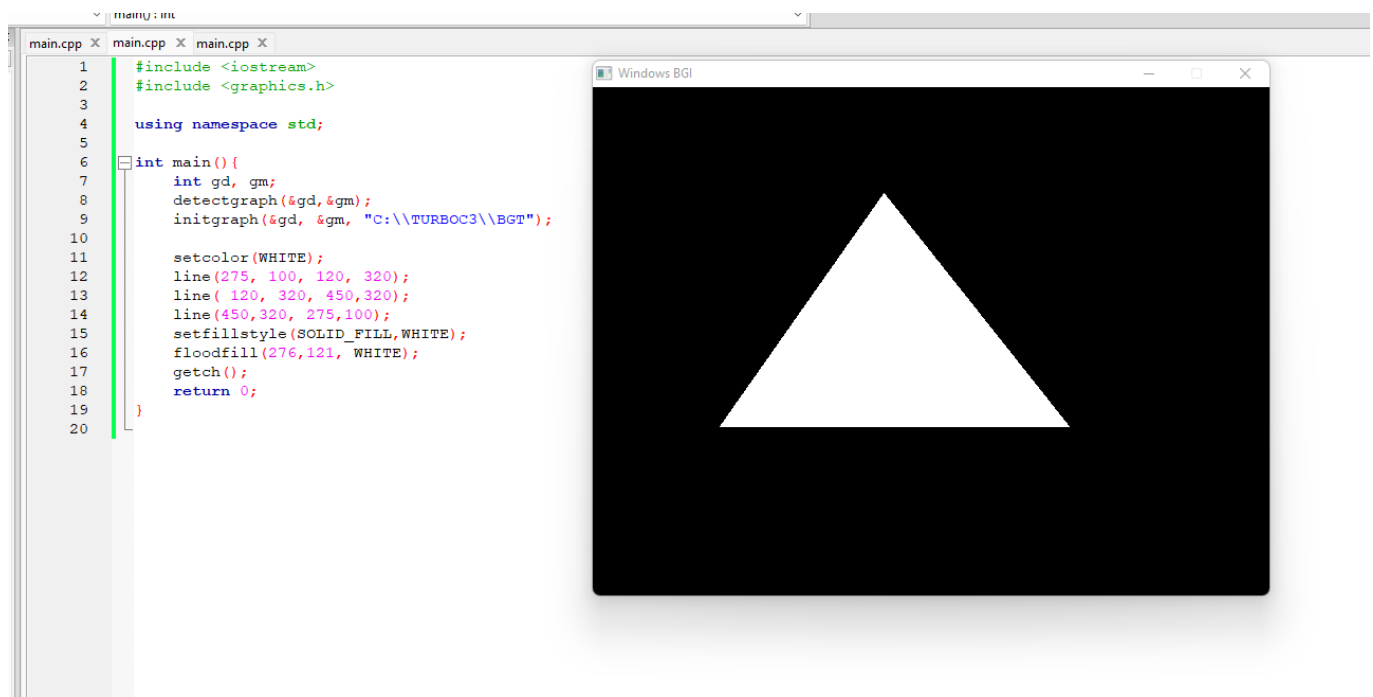 main() : int
main.cpp X main.cpp X main.cpp X
1 #include <iostream>
2 #include <graphics.h>
3
4 using namespace std;
5
6 int main(){
7 int gd, gm;
8 detectgraph(&gd,&gm);
9 initgraph(&gd, &gm, "C:\\TURBOC3\\BGT");
10
11 setcolor(WHITE);
12 line(275, 100, 120, 320);
13 line( 120, 320, 450,320);
14 line(450,320, 275,100);
15 setfillstyle(SOLID_FILL,WHITE);
16 floodfill(276,121, WHITE);
17 getch();
18 return 0;
19 }
20
Windows BGI